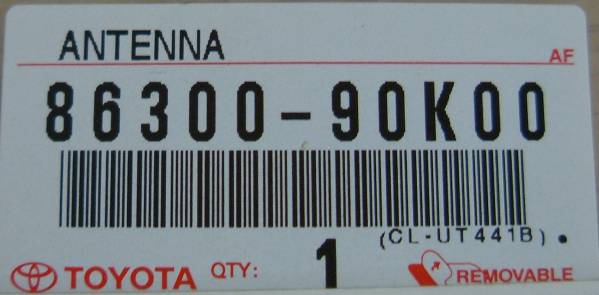 ANTENNA
AF
86300-90K00
(CL-UT441B).
TOYOTA QTY: 1 REMOVABLE